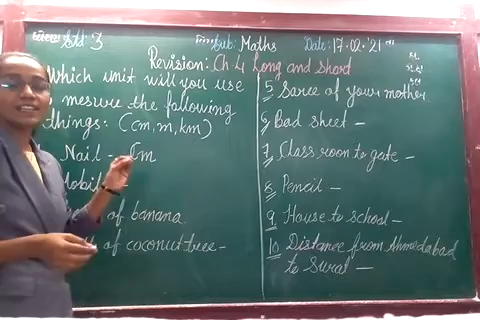 Std: 3
Sub: Maths
Date: 17·02·'21
Revision: Ch 4 Long and Short
Which unit will you use
mesure the following
things: (cm, m, km)
Nail - Cm
of banana
of coconut tree -
5 Saree of your mother
6 Bed sheet -
7 Class room to gate -
8 Pencil -
9 House to school -
10 Distance from Ahmedabad
to Surat -